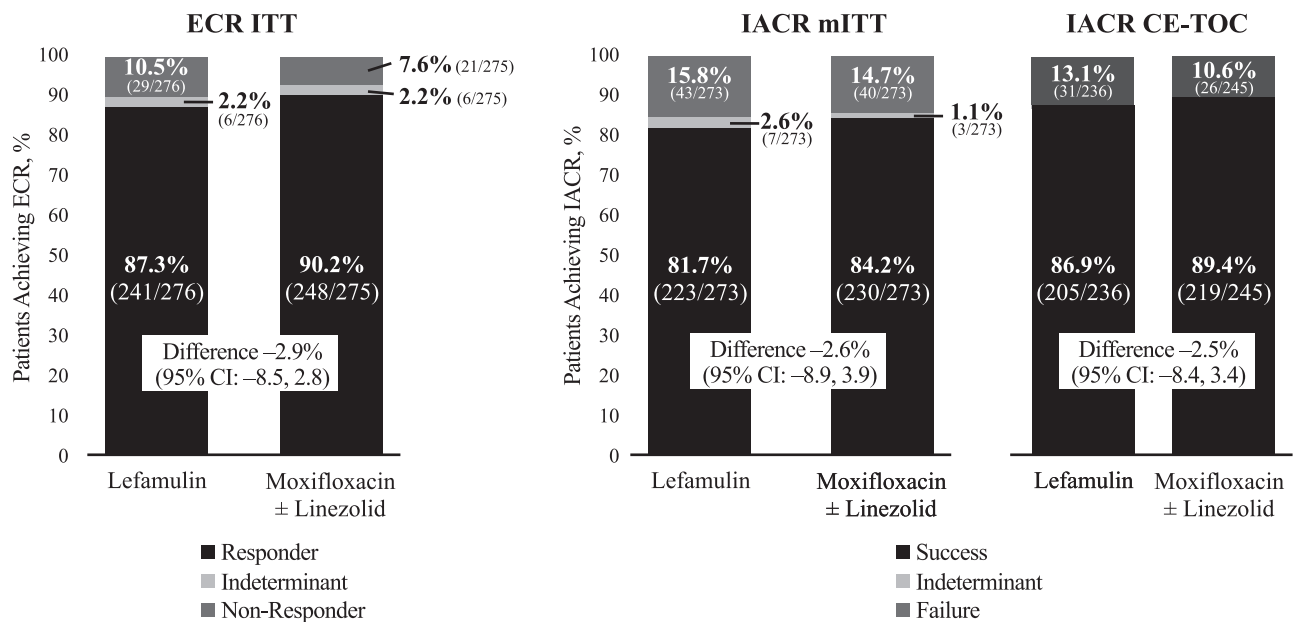 ECR ITT
Patients Achieving ECR, %
100
90
80
70
60
50
40
30
20
10
0
10.5%
(29/276)
2.2%
(6/276)
87.3%
(241/276)
7.6% (21/275)
2.2% (6/275)
90.2%
(248/275)
Difference –2.9%
(95% CI: –8.5, 2.8)
Lefamulin
Moxifloxacin
± Linezolid
Responder
Indeterminant
Non-Responder
IACR mITT
Patients Achieving IACR, %
100
90
80
70
60
50
40
30
20
10
0
15.8%
(43/273)
2.6%
(7/273)
81.7%
(223/273)
14.7%
(40/273)
1.1%
(3/273)
84.2%
(230/273)
Difference –2.6%
(95% CI: –8.9, 3.9)
Lefamulin
Moxifloxacin
± Linezolid
IACR CE-TOC
13.1%
(31/236)
86.9%
(205/236)
10.6%
(26/245)
89.4%
(219/245)
Difference –2.5%
(95% CI: –8.4, 3.4)
Lefamulin
Moxifloxacin
± Linezolid
Success
Indeterminant
Failure